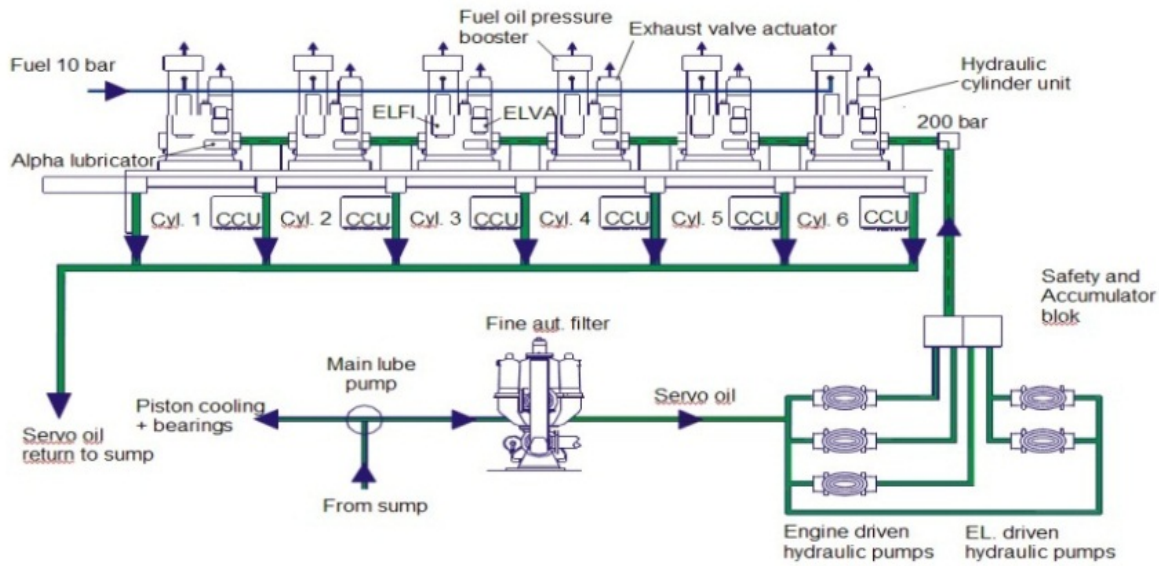 Fuel oil pressure
booster
Exhaust valve actuator
Fuel 10 bar
Hydraulic
cylinder unit
ELFI
ELVA
200 bar
Alpha lubricator
Cyl. 1
CCU
Cyl. 2
CCU
Cyl. 3
CCU
Cyl. 4
CCU
Cyl. 5
CCU
Cyl. 6
CCU
Safety and
Accumulator
blok
Fine aut. filter
Main lube
pump
Piston cooling
+ bearings
Servo oil
Servo oil
return to sump
From sump
Engine driven
hydraulic pumps
EL. driven
hydraulic pumps